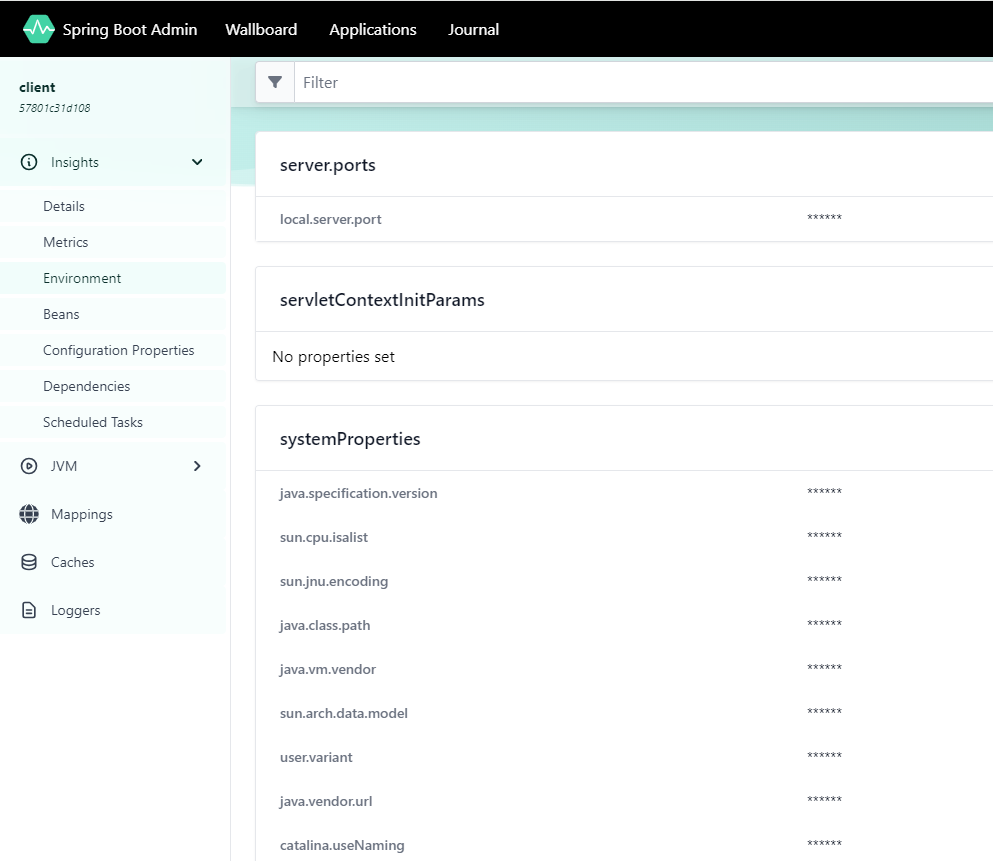 Spring Boot Admin Wallboard Applications Journal
client
57801c31d108
Insights
Details
Metrics
Environment
Beans
Configuration Properties
Dependencies
Scheduled Tasks
JVM
Mappings
Caches
Loggers
Filter
server.ports
local.server.port ******
servletContextInitParams
No properties set
systemProperties
java.specification.version ******
sun.cpu.isalist ******
sun.jnu.encoding ******
java.class.path ******
java.vm.vendor ******
sun.arch.data.model ******
user.variant ******
java.vendor.url ******
catalina.useNaming ******